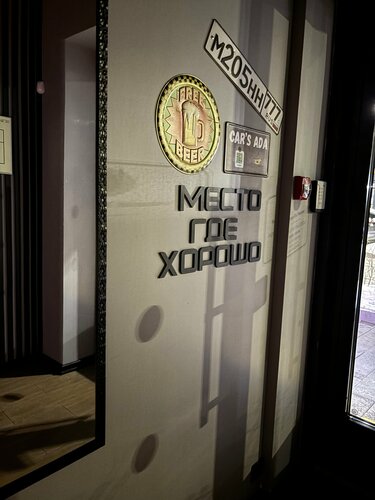 М205НН 777
FREE
BEER
CAR'S ADA
МЕСТО
ГДЕ
ХОРОШО